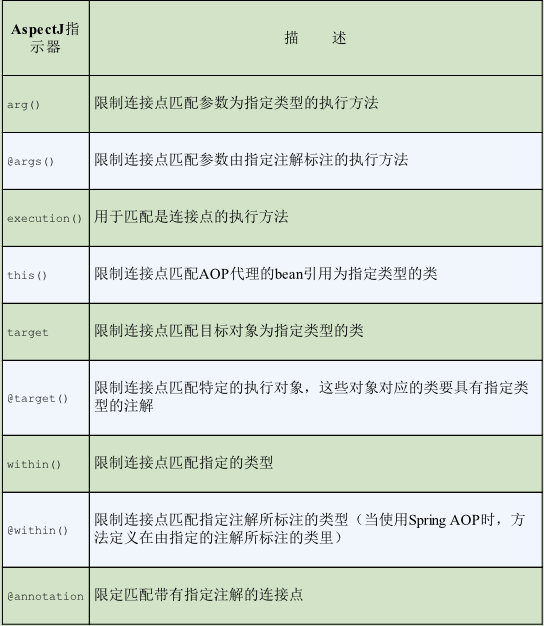 AspectJ指
示器
描 述
arg()
限制连接点匹配参数为指定类型的执行方法
@args()
限制连接点匹配参数由指定注解标注的执行方法
execution()
用于匹配是连接点的执行方法
this()
限制连接点匹配AOP代理的bean引用为指定类型的类
target
限制连接点匹配目标对象为指定类型的类
@target()
限制连接点匹配特定的执行对象，这些对象对应的类要具有指定类
型的注解
within()
限制连接点匹配指定的类型
@within()
限制连接点匹配指定注解所标注的类型（当使用Spring AOP时，方
法定义在由指定的注解所标注的类里）
@annotation
限定匹配带有指定注解的连接点